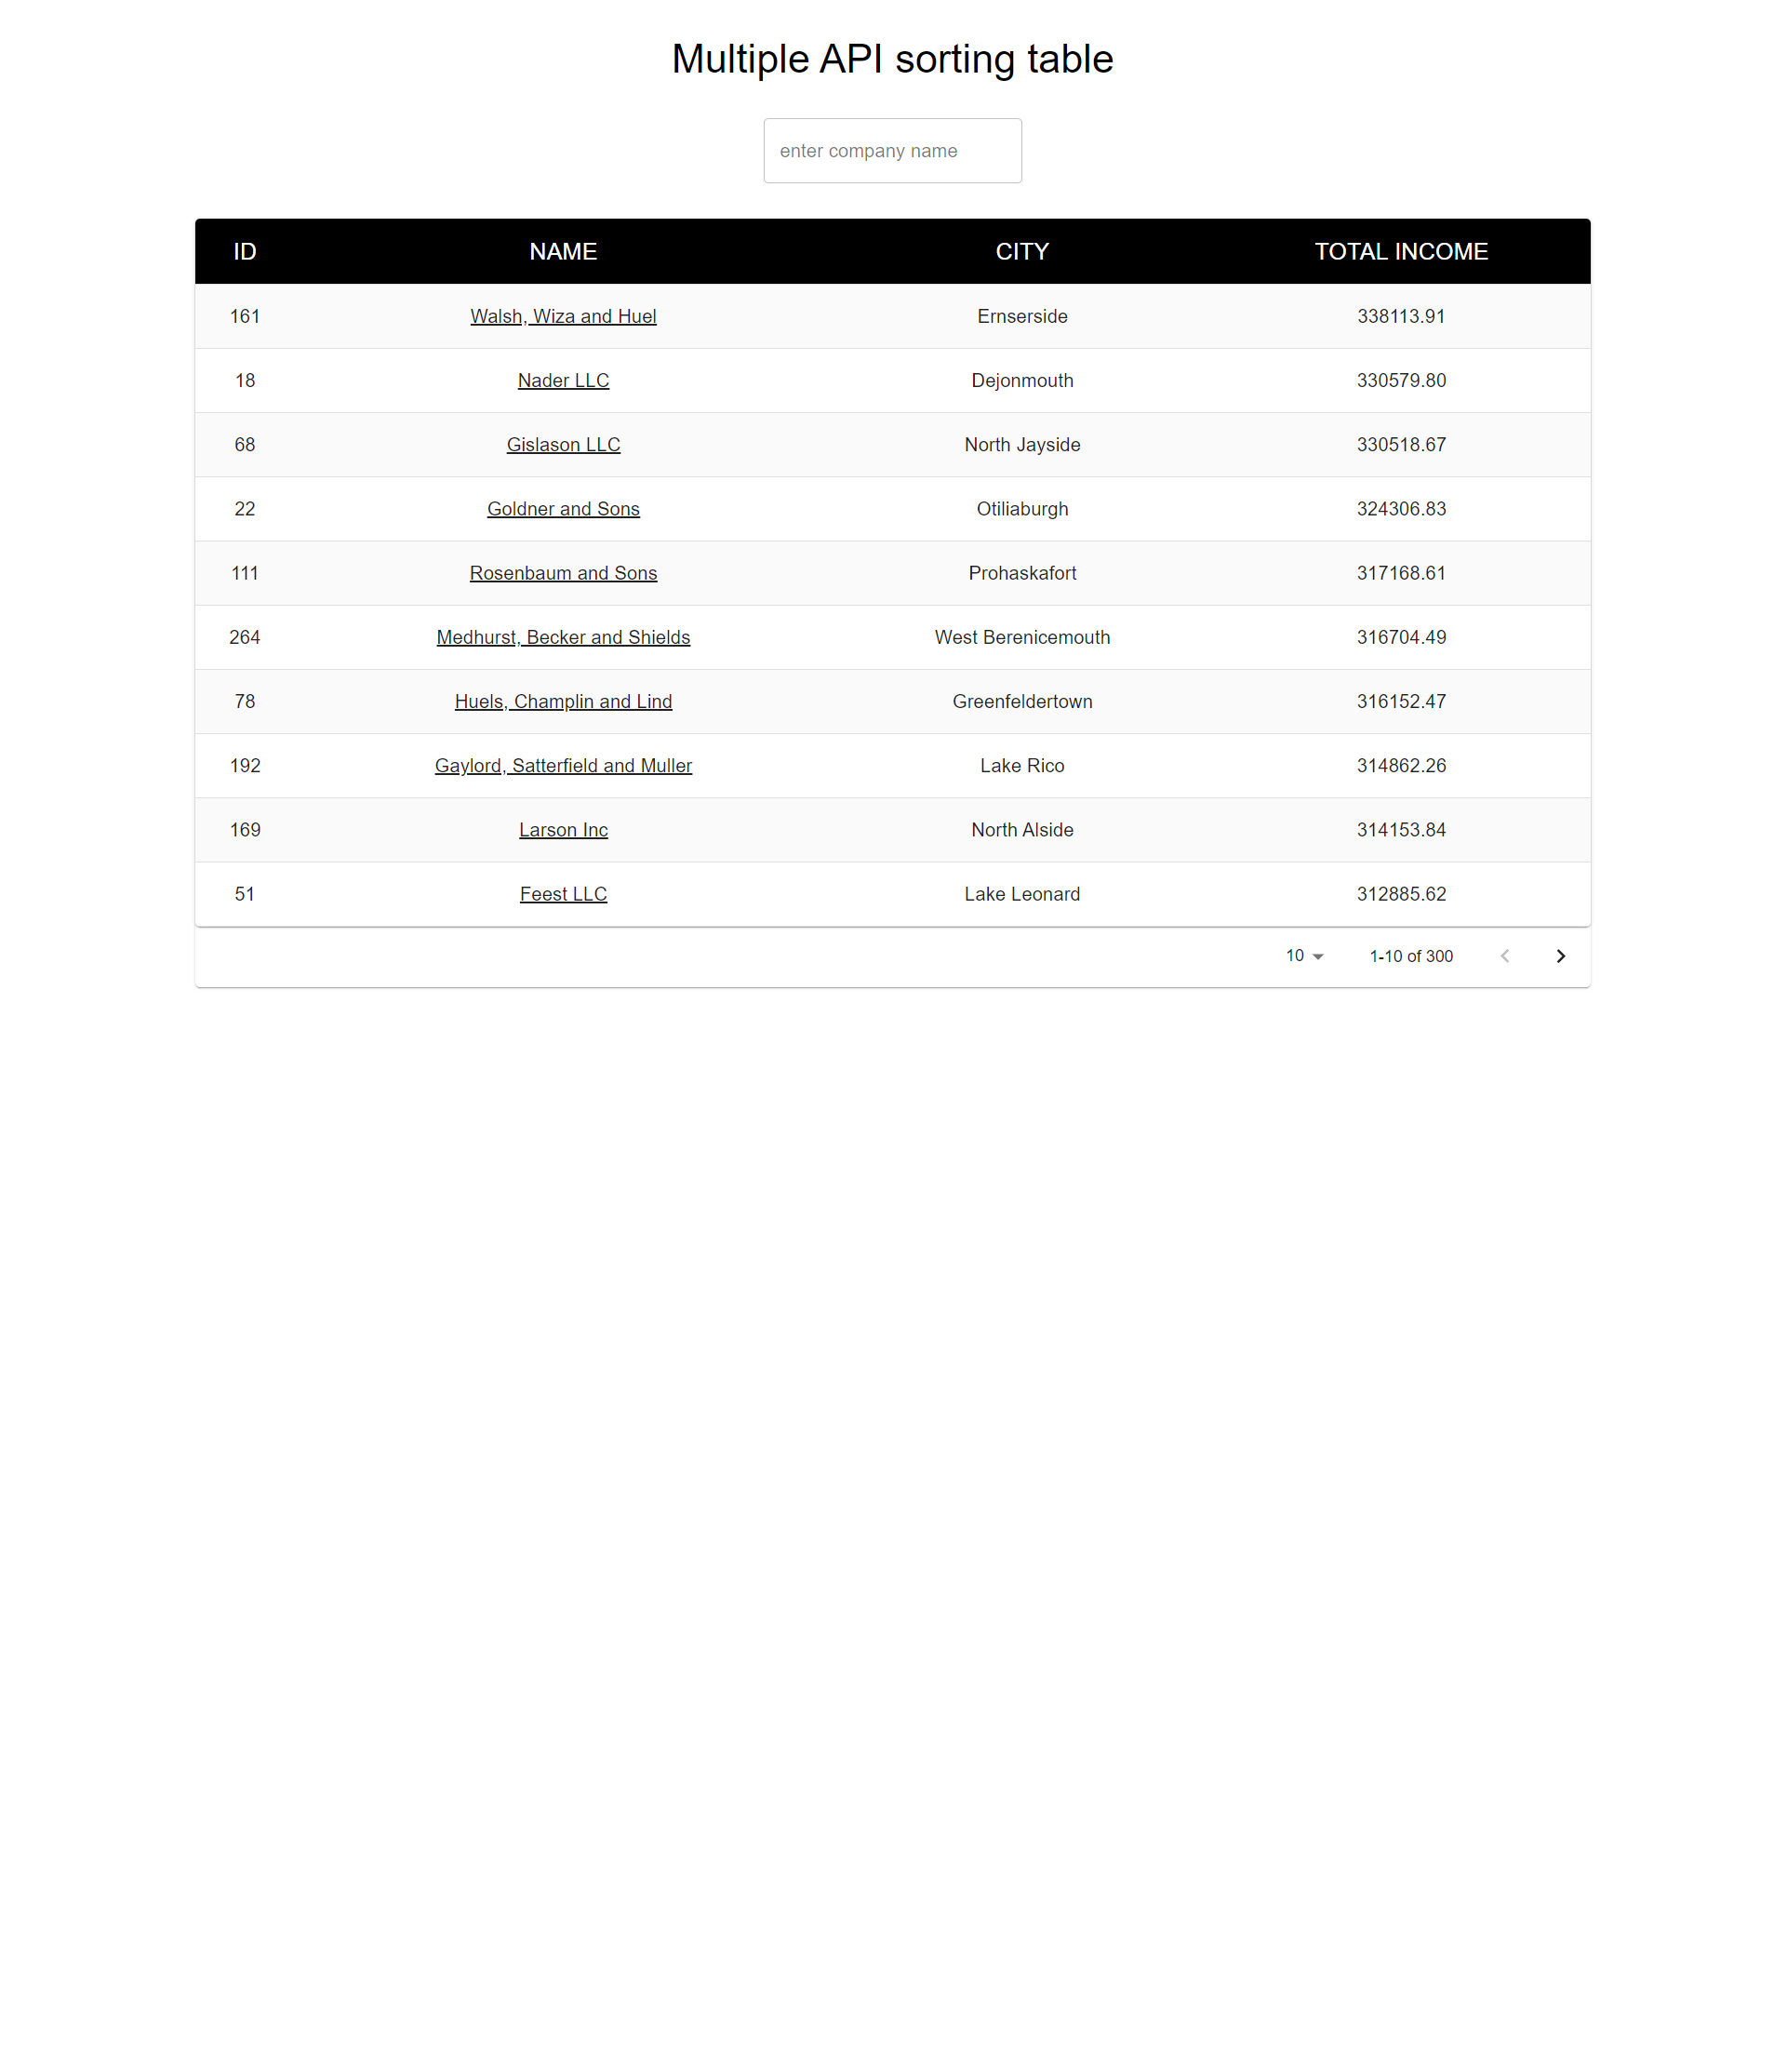 Multiple API sorting table
enter company name
ID NAME CITY TOTAL INCOME
161 Walsh, Wiza and Huel Ernserside 338113.91
18 Nader LLC Dejonmouth 330579.80
68 Gislason LLC North Jayside 330518.67
22 Goldner and Sons Otiliaburgh 324306.83
111 Rosenbaum and Sons Prohaskafort 317168.61
264 Medhurst, Becker and Shields West Berenicemouth 316704.49
78 Huels, Champlin and Lind Greenfeldertown 316152.47
192 Gaylord, Satterfield and Muller Lake Rico 314862.26
169 Larson Inc North Alside 314153.84
51 Feest LLC Lake Leonard 312885.62
10 1-10 of 300